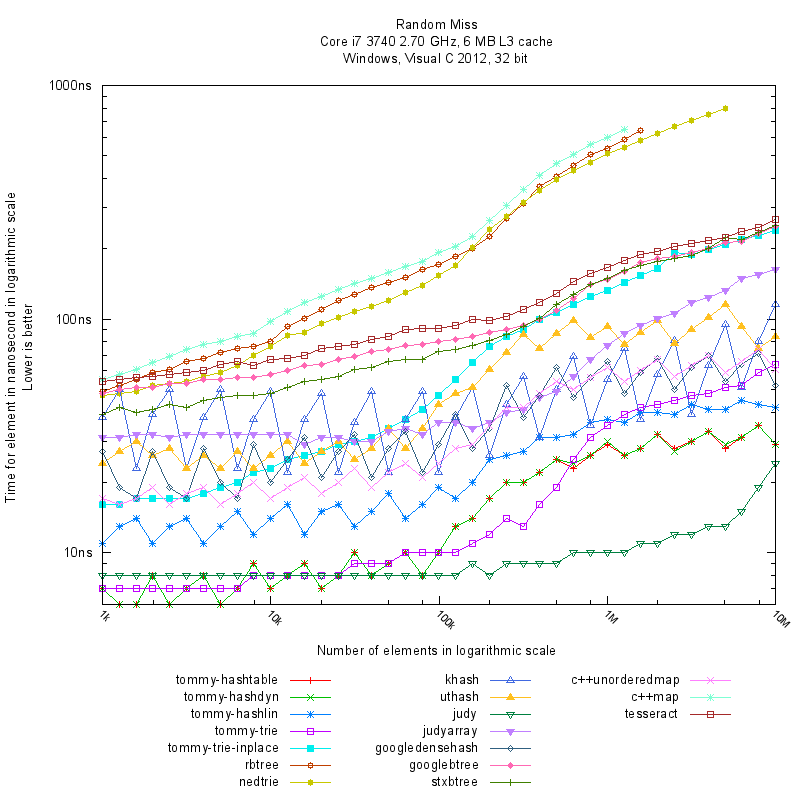 Random Miss
Core i7 3740 2.70 GHz, 6 MB L3 cache
Windows, Visual C 2012, 32 bit
1000ns
100ns
10ns
Time for element in nanosecond in logarithmic scale
Lower is better
1k 10k 100k 1M 10M
Number of elements in logarithmic scale
tommy-hashtable khash c++unorderedmap
tommy-hashdyn uthash c++map
tommy-hashlin judy tesseract
tommy-trie judyarray
tommy-trie-inplace googledensehash
rbtree googlebtree
nedtrie stxbtree